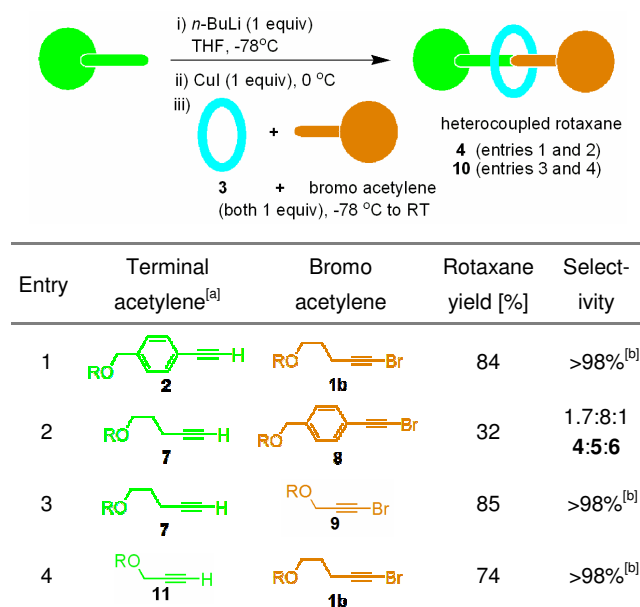 i) n-BuLi (1 equiv)
THF, -78°C
ii) CuI (1 equiv), 0 °C
iii)
+
3 + bromo acetylene
(both 1 equiv), -78 °C to RT
heterocoupled rotaxane
4 (entries 1 and 2)
10 (entries 3 and 4)
Entry Terminal acetylene[a] Bromo acetylene Rotaxane yield [%] Select-ivity
1 RO H 2 RO Br 1b 84 >98%[b]
2 RO H 7 RO Br 8 32 1.7:8:1 4:5:6
3 RO H 7 RO Br 9 85 >98%[b]
4 RO H 11 RO Br 1b 74 >98%[b]